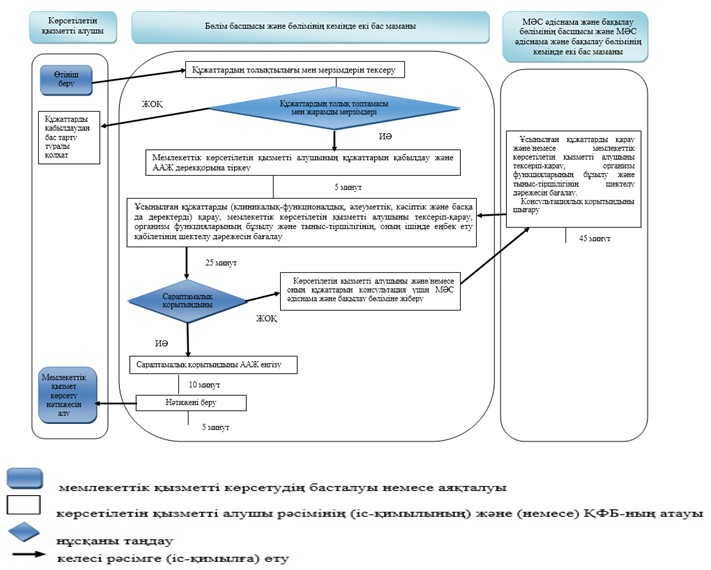 Көрсетілетін
қызметті алушы
Бөлім басшысы және бөлімінің кемінде екі бас маманы
МӘС әдіснама және бақылау
бөлімінің басшысы және МӘС
әдіснама және бақылау бөлімінің
кемінде екі бас маманы
Өтініш
беру
Құжаттардың толықтылығы мен мерзімдерін тексеру
ЖОҚ
Құжаттардың толық топтамасы
мен жарамды мерзімдері
Құжаттарды
қабылдаудан
бас тарту
туралы
қолхат
ИӘ
Мемлекеттік көрсетілетін қызметті алушының құжаттарын қабылдау және
ААЖ дерекқорына тіркеу
5 минут
Ұсынылған құжаттарды (клиникалық-функционалдық, әлеуметтік, кәсіптік және басқа
да деректерді) қарау, мемлекеттік көрсетілетін қызметті алушыны тексеріп-қарау,
организм функцияларының бұзылу және тыныс-тіршілігінің, оның ішінде еңбек ету
қабілетінің шектелу дәрежесін бағалау
Ұсынылған құжаттарды қарау
және/немесе мемлекеттік
көрсетілетін қызметті алушыны
тексеріп-қарау, организм
функцияларының бұзылу және
тыныс-тіршілігінің шектелу
дәрежесін бағалау.
Консультациялық қорытындыны
шығару
45 минут
25 минут
Сараптамалық
қорытындыны
Көрсетілетін қызметті алушыны және/немесе
оның құжаттарын консультация үшін МӘС
әдіснама және бақылау бөліміне жіберу
ЖОҚ
ИӘ
Сараптамалық қорытындыны ААЖ енгізу
10 минут
Мемлекеттік
қызмет
көрсету
нәтижесін
алу
Нәтижені беру
5 минут
мемлекеттік қызметті көрсетудің басталуы немесе аяқталуы
көрсетілетін қызметті алушы рәсімінің (іс-қимылының) және (немесе) ҚФБ-ның атауы
нұсқаны таңдау
келесі рәсімге (іс-қимылға) өту